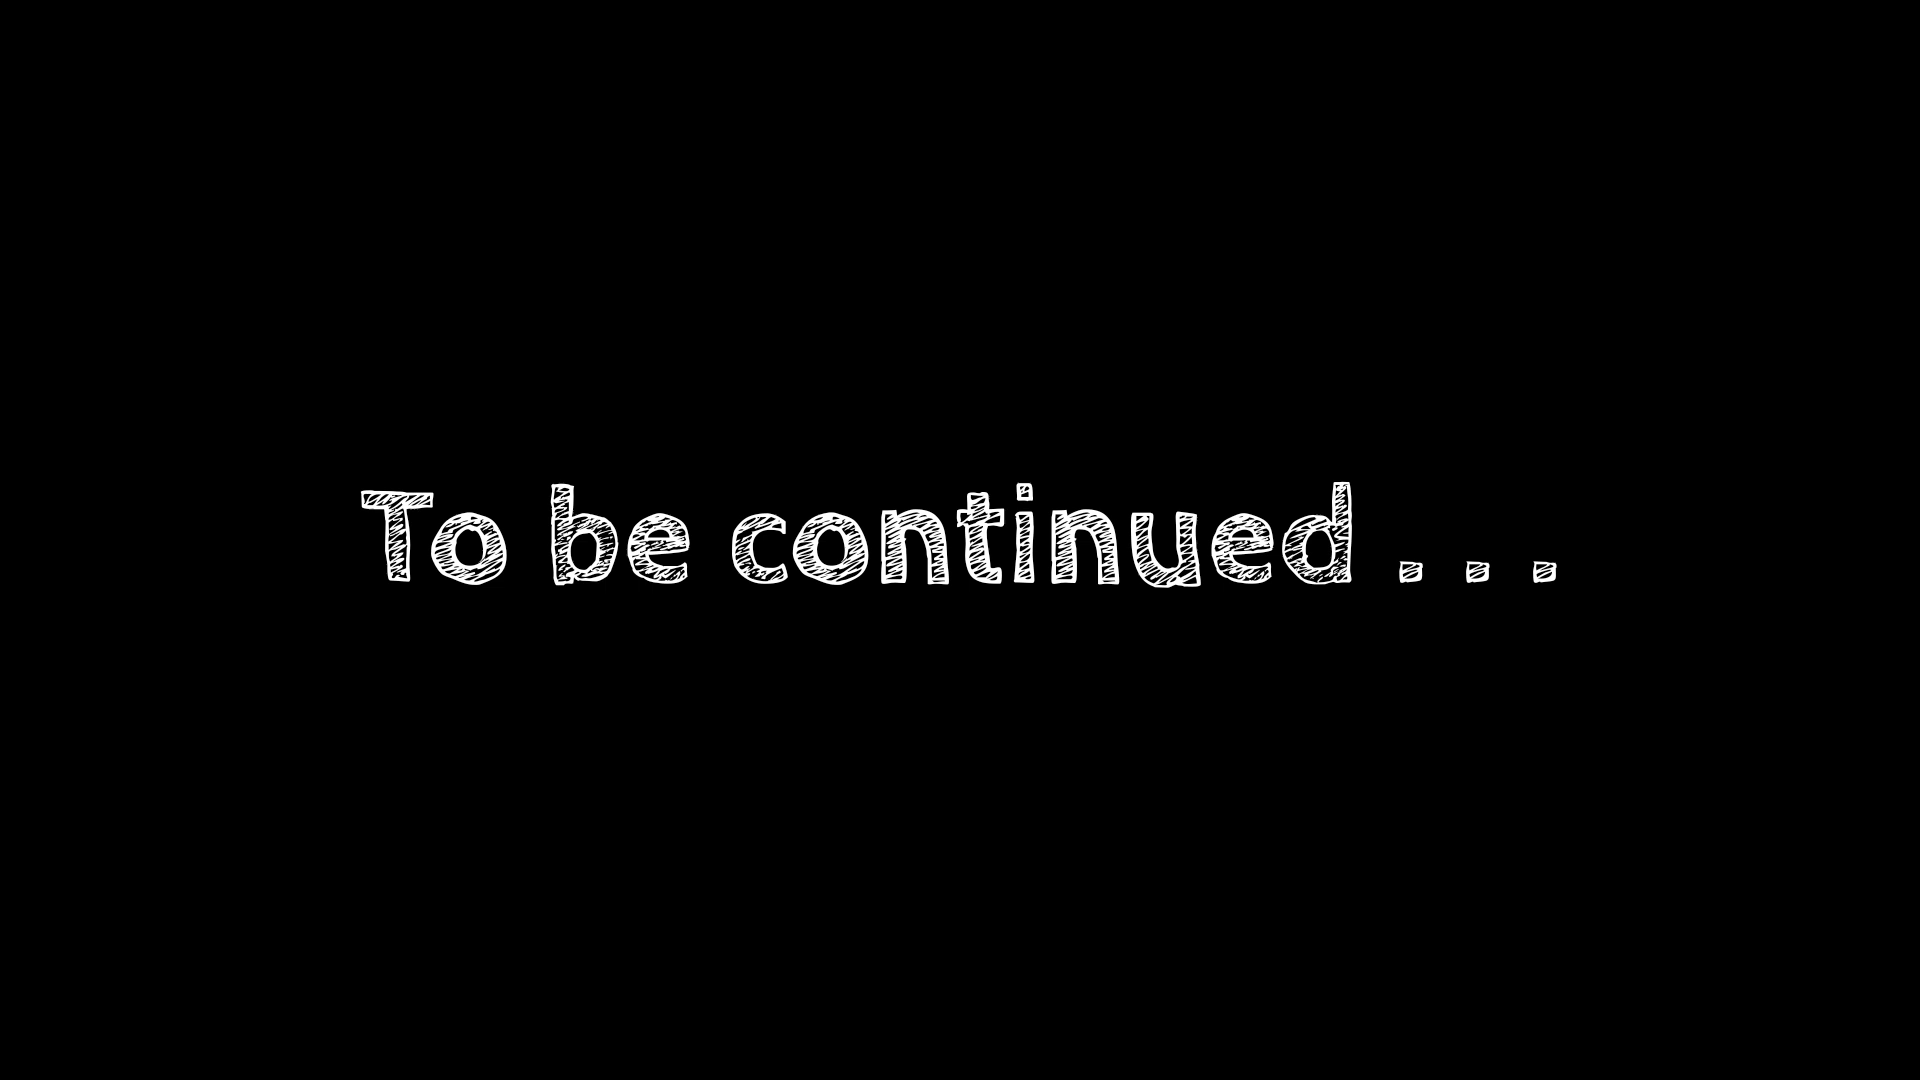 To be continued . . .